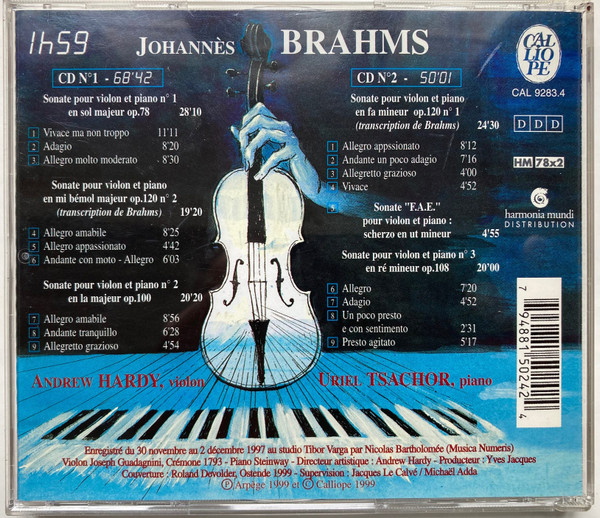 1H59
JOHANNÈS BRAHMS
CALLIOPE
CAL 9283.4
CD N°1 - 68'42
Sonate pour violon et piano n° 1
en sol majeur op.78 28'10
1 Vivace ma non troppo 11'11
2 Adagio 8'20
3 Allegro molto moderato 8'30
Sonate pour violon et piano
en mi bémol majeur op.120 n° 2
(transcription de Brahms) 19'20
4 Allegro amabile 8'25
5 Allegro appassionato 4'42
6 Andante con moto - Allegro 6'03
Sonate pour violon et piano n° 2
en la majeur op.100 20'20
7 Allegro amabile 8'56
8 Andante tranquillo 6'28
9 Allegretto grazioso 4'54
CD N°2 - 50'01
Sonate pour violon et piano
en fa mineur op.120 n° 1
(transcription de Brahms) 24'30
1 Allegro appssionato 8'12
2 Andante un poco adagio 7'16
3 Allegretto grazioso 4'00
4 Vivace 4'52
5 Sonate "F.A.E."
pour violon et piano :
scherzo en ut mineur 4'55
Sonate pour violon et piano n° 3
en ré mineur op.108 20'00
6 Allegro 7'20
7 Adagio 4'52
8 Un poco presto
e con sentimento 2'31
9 Presto agitato 5'17
DDD
HM 78x2
harmonia mundi
DISTRIBUTION
7 94881 50242 4
ANDREW HARDY, violon
URIEL TSACHOR, piano
Enregistré du 30 novembre au 2 décembre 1997 au studio Tibor Varga par Nicolas Bartholomée (Musica Numeris)
Violon Joseph Guadagnini, Crémone 1793 - Piano Steinway - Directeur artistique : Andrew Hardy - Producteur : Yves Jacques
Couverture : Roland Devolder, Ostende 1999 - Supervision : Jacques Le Calvé / Michaël Adda
Ⓟ Arpège 1999 et © Calliope 1999